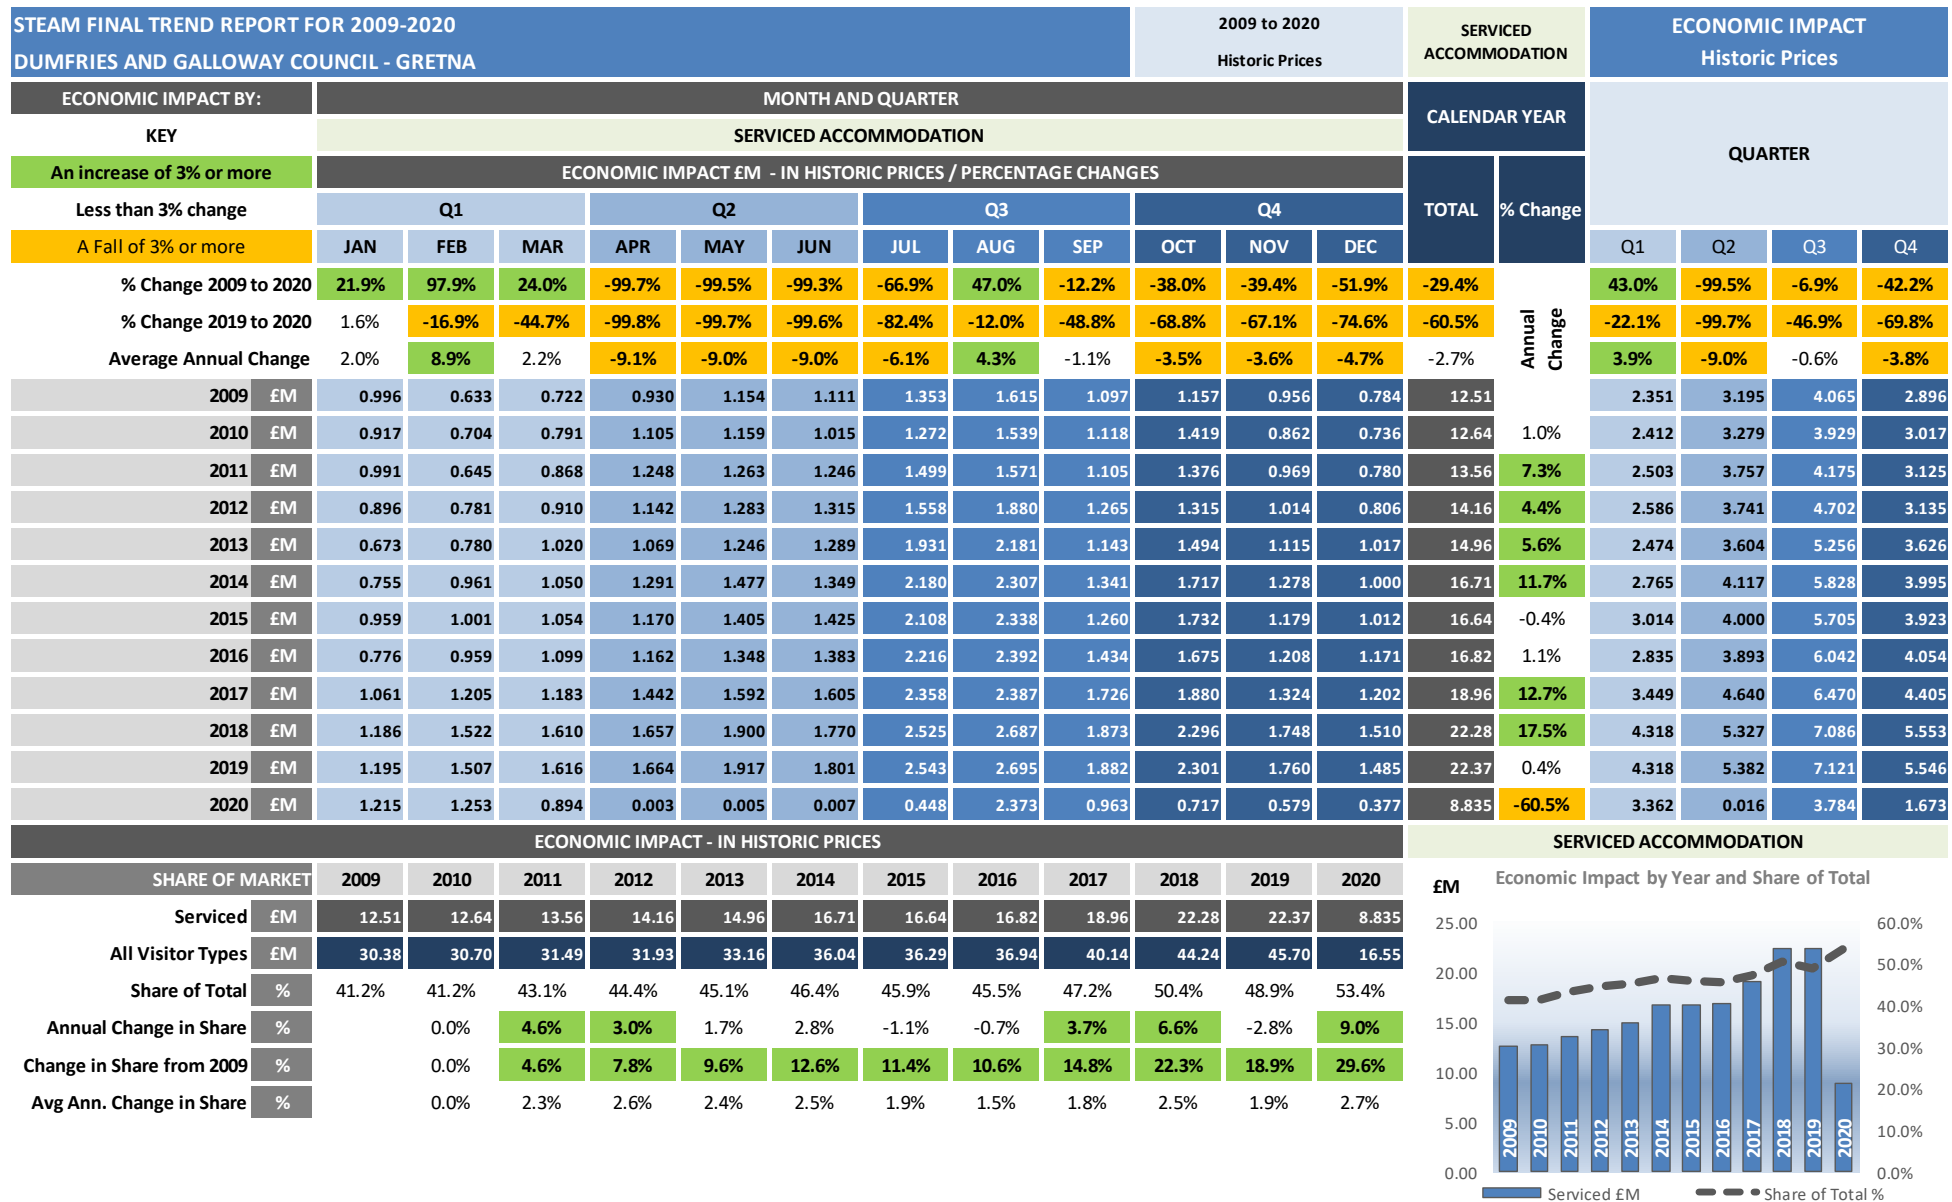 STEAM FINAL TREND REPORT FOR 2009-2020
DUMFRIES AND GALLOWAY COUNCIL - GRETNA
2009 to 2020
Historic Prices
SERVICED
ACCOMMODATION
ECONOMIC IMPACT
Historic Prices
ECONOMIC IMPACT BY:
MONTH AND QUARTER
CALENDAR YEAR
QUARTER
KEY
SERVICED ACCOMMODATION
An increase of 3% or more
ECONOMIC IMPACT £M - IN HISTORIC PRICES / PERCENTAGE CHANGES
Less than 3% change
Q1 Q2 Q3 Q4 TOTAL % Change
A Fall of 3% or more JAN FEB MAR APR MAY JUN JUL AUG SEP OCT NOV DEC Q1 Q2 Q3 Q4
% Change 2009 to 2020 21.9% 97.9% 24.0% -99.7% -99.5% -99.3% -66.9% 47.0% -12.2% -38.0% -39.4% -51.9% -29.4% 43.0% -99.5% -6.9% -42.2%
% Change 2019 to 2020 1.6% -16.9% -44.7% -99.8% -99.7% -99.6% -82.4% -12.0% -48.8% -68.8% -67.1% -74.6% -60.5% -22.1% -99.7% -46.9% -69.8%
Average Annual Change 2.0% 8.9% 2.2% -9.1% -9.0% -9.0% -6.1% 4.3% -1.1% -3.5% -3.6% -4.7% -2.7% 3.9% -9.0% -0.6% -3.8%
Annual
Change
2009 £M 0.996 0.633 0.722 0.930 1.154 1.111 1.353 1.615 1.097 1.157 0.956 0.784 12.51 2.351 3.195 4.065 2.896
2010 £M 0.917 0.704 0.791 1.105 1.159 1.015 1.272 1.539 1.118 1.419 0.862 0.736 12.64 1.0% 2.412 3.279 3.929 3.017
2011 £M 0.991 0.645 0.868 1.248 1.263 1.246 1.499 1.571 1.105 1.376 0.969 0.780 13.56 7.3% 2.503 3.757 4.175 3.125
2012 £M 0.896 0.781 0.910 1.142 1.283 1.315 1.558 1.880 1.265 1.315 1.014 0.806 14.16 4.4% 2.586 3.741 4.702 3.135
2013 £M 0.673 0.780 1.020 1.069 1.246 1.289 1.931 2.181 1.143 1.494 1.115 1.017 14.96 5.6% 2.474 3.604 5.256 3.626
2014 £M 0.755 0.961 1.050 1.291 1.477 1.349 2.180 2.307 1.341 1.717 1.278 1.000 16.71 11.7% 2.765 4.117 5.828 3.995
2015 £M 0.959 1.001 1.054 1.170 1.405 1.425 2.108 2.338 1.260 1.732 1.179 1.012 16.64 -0.4% 3.014 4.000 5.705 3.923
2016 £M 0.776 0.959 1.099 1.162 1.348 1.383 2.216 2.392 1.434 1.675 1.208 1.171 16.82 1.1% 2.835 3.893 6.042 4.054
2017 £M 1.061 1.205 1.183 1.442 1.592 1.605 2.358 2.387 1.726 1.880 1.324 1.202 18.96 12.7% 3.449 4.640 6.470 4.405
2018 £M 1.186 1.522 1.610 1.657 1.900 1.770 2.525 2.687 1.873 2.296 1.748 1.510 22.28 17.5% 4.318 5.327 7.086 5.553
2019 £M 1.195 1.507 1.616 1.664 1.917 1.801 2.543 2.695 1.882 2.301 1.760 1.485 22.37 0.4% 4.318 5.382 7.121 5.546
2020 £M 1.215 1.253 0.894 0.003 0.005 0.007 0.448 2.373 0.963 0.717 0.579 0.377 8.835 -60.5% 3.362 0.016 3.784 1.673
ECONOMIC IMPACT - IN HISTORIC PRICES
SHARE OF MARKET 2009 2010 2011 2012 2013 2014 2015 2016 2017 2018 2019 2020
Serviced £M 12.51 12.64 13.56 14.16 14.96 16.71 16.64 16.82 18.96 22.28 22.37 8.835
All Visitor Types £M 30.38 30.70 31.49 31.93 33.16 36.04 36.29 36.94 40.14 44.24 45.70 16.55
Share of Total % 41.2% 41.2% 43.1% 44.4% 45.1% 46.4% 45.9% 45.5% 47.2% 50.4% 48.9% 53.4%
Annual Change in Share % 0.0% 4.6% 3.0% 1.7% 2.8% -1.1% -0.7% 3.7% 6.6% -2.8% 9.0%
Change in Share from 2009 % 0.0% 4.6% 7.8% 9.6% 12.6% 11.4% 10.6% 14.8% 22.3% 18.9% 29.6%
Avg Ann. Change in Share % 0.0% 2.3% 2.6% 2.4% 2.5% 1.9% 1.5% 1.8% 2.5% 1.9% 2.7%
SERVICED ACCOMMODATION
£M Economic Impact by Year and Share of Total
25.00 60.0%
20.00 50.0%
40.0%
15.00
30.0%
10.00
20.0%
5.00 10.0%
0.00 0.0%
2009 2010 2011 2012 2013 2014 2015 2016 2017 2018 2019 2020
Serviced £M Share of Total %